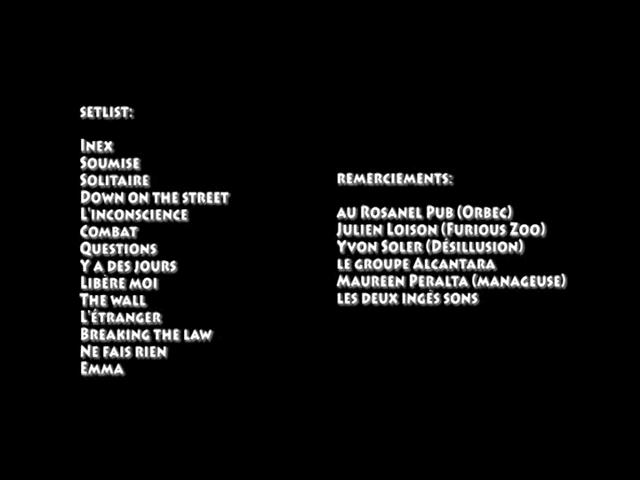 SETLIST:
INEX
SOUMISE
SOLITAIRE
DOWN ON THE STREET
L'INCONSCIENCE
COMBAT
QUESTIONS
Y A DES JOURS
LIBÈRE MOI
THE WALL
L'ÉTRANGER
BREAKING THE LAW
NE FAIS RIEN
EMMA
REMERCIEMENTS:
AU ROSANEL PUB (ORBEC)
JULIEN LOISON (FURIOUS ZOO)
YVON SOLER (DÉSILLUSION)
LE GROUPE ALCANTARA
MAUREEN PERALTA (MANAGEUSE)
LES DEUX INGÉS SONS